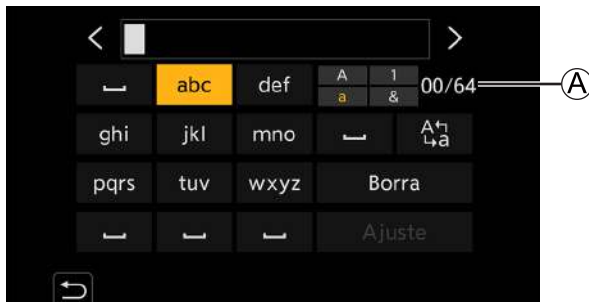 abc def A 1 00/64 A
a &
ghi jkl mno A a
pqrs tuv wxyz Borra
Ajuste